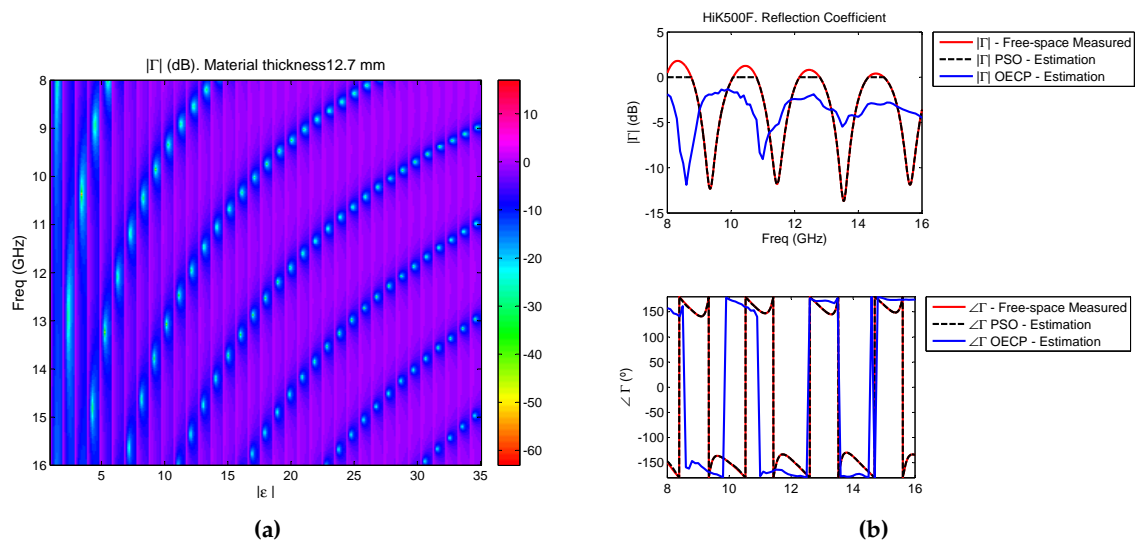 |Γ| (dB). Material thickness12.7 mm
8
9
10
11
12
13
14
15
16
Freq (GHz)
5 10 15 20 25 30 35
|ε |
10
0
-10
-20
-30
-40
-50
-60
(a)
HiK500F. Reflection Coefficient
5
0
-5
-10
-15
|Γ| (dB)
8 10 12 14 16
Freq (GHz)
|Γ| - Free-space Measured
|Γ| PSO - Estimation
|Γ| OECP - Estimation
150
100
50
0
-50
-100
-150
∠ Γ (º)
8 10 12 14 16
∠Γ - Free-space Measured
∠Γ PSO - Estimation
∠Γ OECP - Estimation
(b)